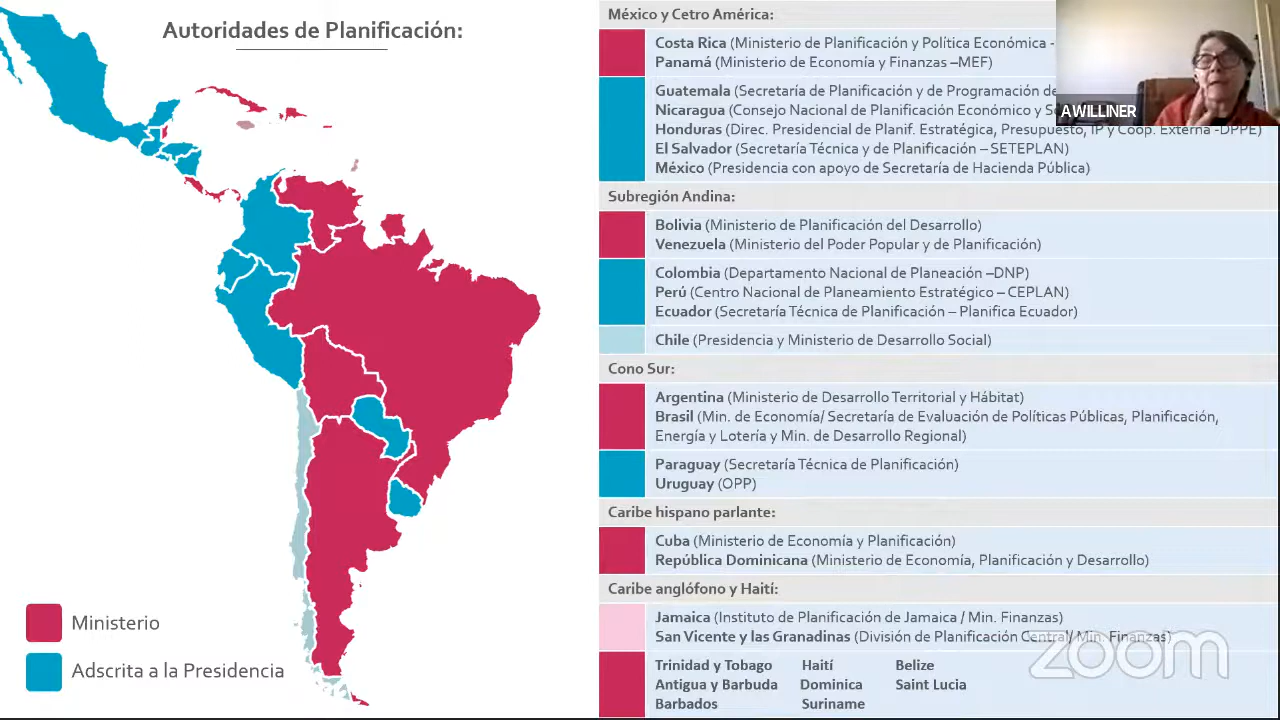 Autoridades de Planificación:
Ministerio
Adscrita a la Presidencia
México y Cetro América:
Costa Rica (Ministerio de Planificación y Política Económica -
Panamá (Ministerio de Economía y Finanzas –MEF)
Guatemala (Secretaría de Planificación y de Programación de
Nicaragua (Consejo Nacional de Planificación Económico y
Honduras (Direc. Presidencial de Planif. Estratégica, Presupuesto, IP y Coop. Externa -DPPE)
El Salvador (Secretaría Técnica y de Planificación – SETEPLAN)
México (Presidencia con apoyo de Secretaría de Hacienda Pública)
Subregión Andina:
Bolivia (Ministerio de Planificación del Desarrollo)
Venezuela (Ministerio del Poder Popular y de Planificación)
Colombia (Departamento Nacional de Planeación –DNP)
Perú (Centro Nacional de Planeamiento Estratégico – CEPLAN)
Ecuador (Secretaría Técnica de Planificación – Planifica Ecuador)
Chile (Presidencia y Ministerio de Desarrollo Social)
Cono Sur:
Argentina (Ministerio de Desarrollo Territorial y Hábitat)
Brasil (Min. de Economía/ Secretaría de Evaluación de Políticas Públicas, Planificación,
Energía y Lotería y Min. de Desarrollo Regional)
Paraguay (Secretaría Técnica de Planificación)
Uruguay (OPP)
Caribe hispano parlante:
Cuba (Ministerio de Economía y Planificación)
República Dominicana (Ministerio de Economía, Planificación y Desarrollo)
Caribe anglófono y Haití:
Jamaica (Instituto de Planificación de Jamaica / Min. Finanzas)
San Vicente y las Granadinas (División de Planificación Central/ Min. Finanzas)
Trinidad y Tobago Haití Belize
Antigua y Barbuda Dominica Saint Lucia
Barbados Suriname
A WILLINER
zoom